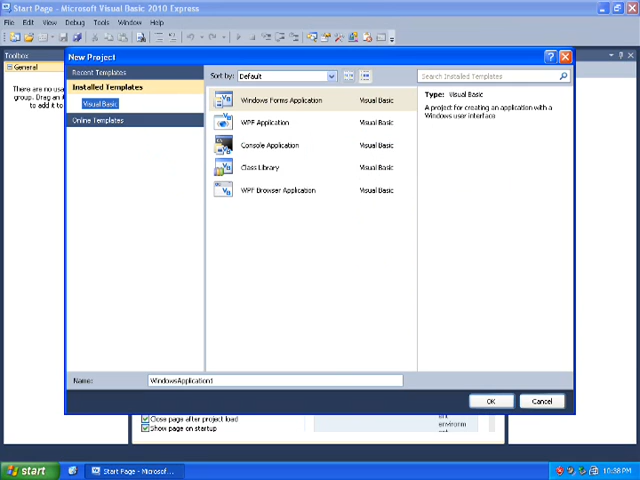 Start Page - Microsoft Visual Basic 2010 Express
File Edit View Debug Tools Window Help
Toolbox
General
There are no usa
group. Drag an i
to add it to
New Project
Recent Templates
Installed Templates
Visual Basic
Online Templates
Sort by: Default
Search Installed Templates
Windows Forms Application Visual Basic
WPF Application Visual Basic
Console Application Visual Basic
Class Library Visual Basic
WPF Browser Application Visual Basic
Type: Visual Basic
A project for creating an application with a
Windows user interface
Name: WindowsApplication1
OK Cancel
Close page after project load
Show page on startup
ent
environm
ent
start
Start Page - Microsof...
10:38 PM